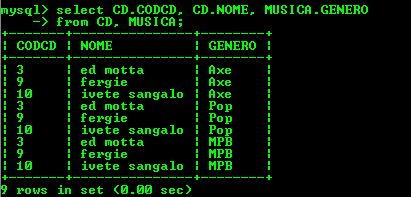 mysql> select CD.CODCD, CD.NOME, MUSICA.GENERO
-> from CD, MUSICA;
+-------+---------------+--------+
| CODCD | NOME | GENERO |
+-------+---------------+--------+
| 3 | ed motta | Axe |
| 9 | fergie | Axe |
| 10 | ivete sangalo | Axe |
| 3 | ed motta | Pop |
| 9 | fergie | Pop |
| 10 | ivete sangalo | Pop |
| 3 | ed motta | MPB |
| 9 | fergie | MPB |
| 10 | ivete sangalo | MPB |
+-------+---------------+--------+
9 rows in set (0.00 sec)